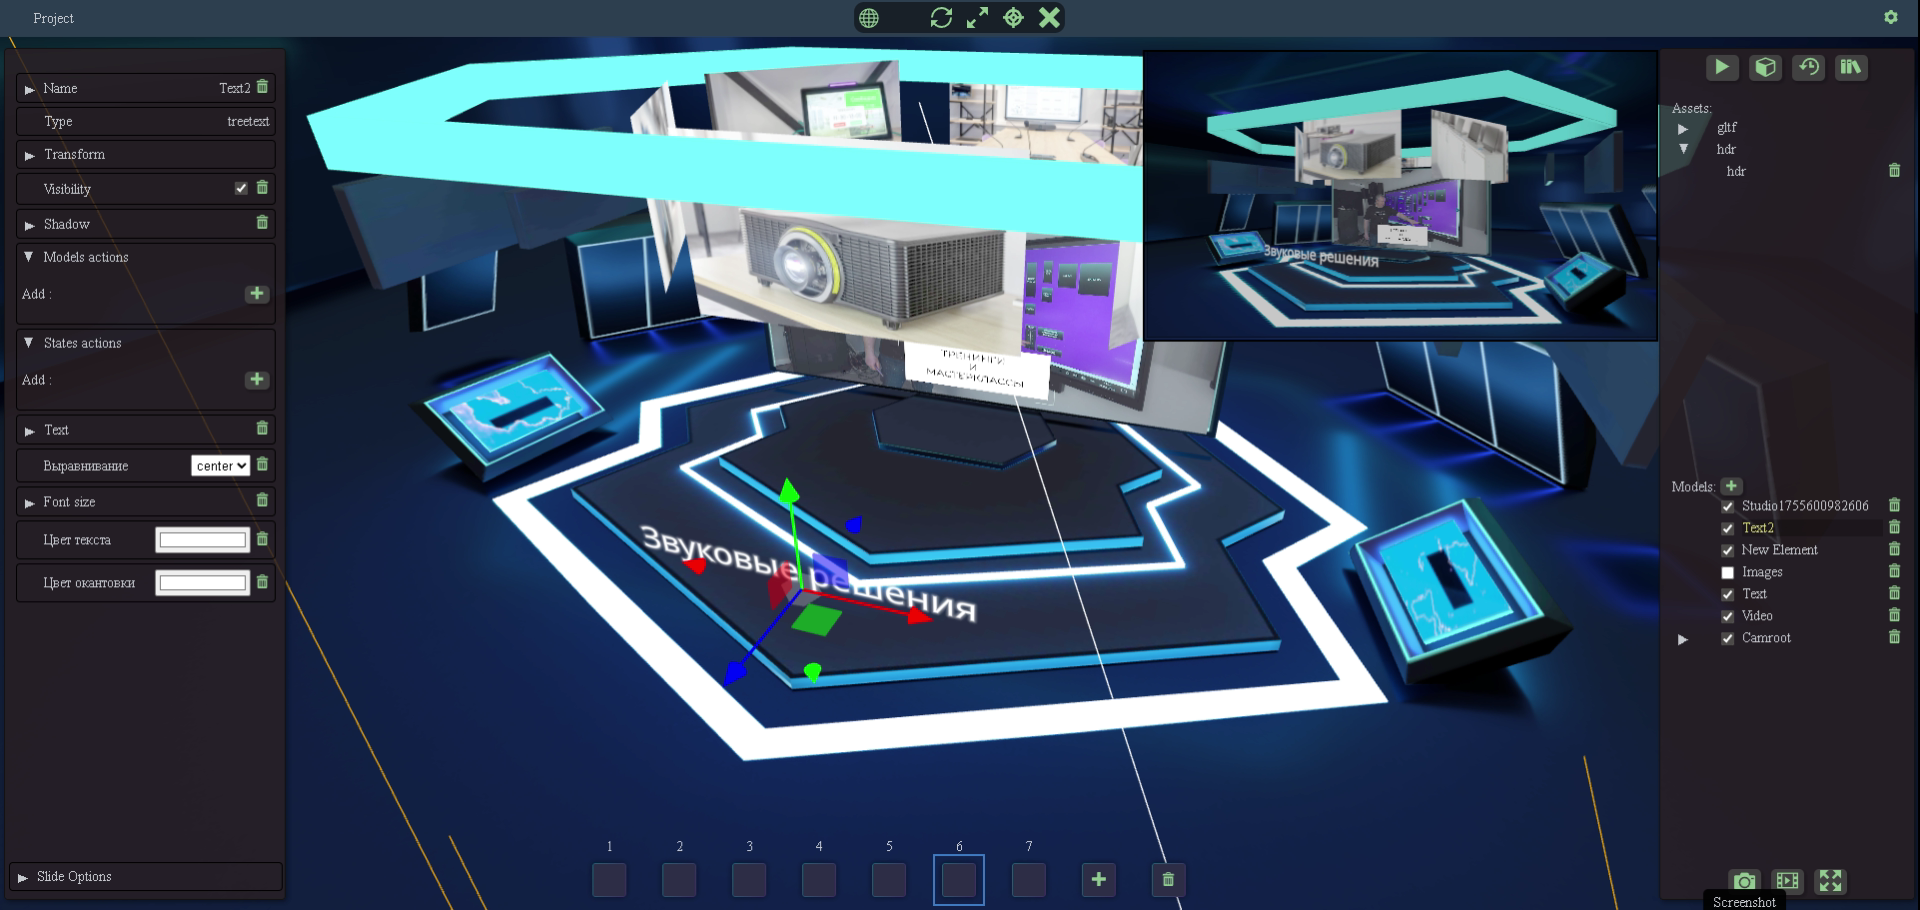 Project
Name Text2
Type treetext
Transform
Visibility
Shadow
Models actions
Add :
States actions
Add :
Text
Выравнивание center
Font size
Цвет текста
Цвет окантовки
Slide Options
ТРЕНИНГИ
И
МАСТЕР-КЛАССЫ
Звуковые решения
Звуковые решения
1 2 3 4 5 6 7
Assets:
gltf
hdr
hdr
Models:
Studio1755600982606
Text2
New Element
Images
Text
Video
Camroot
Screenshot